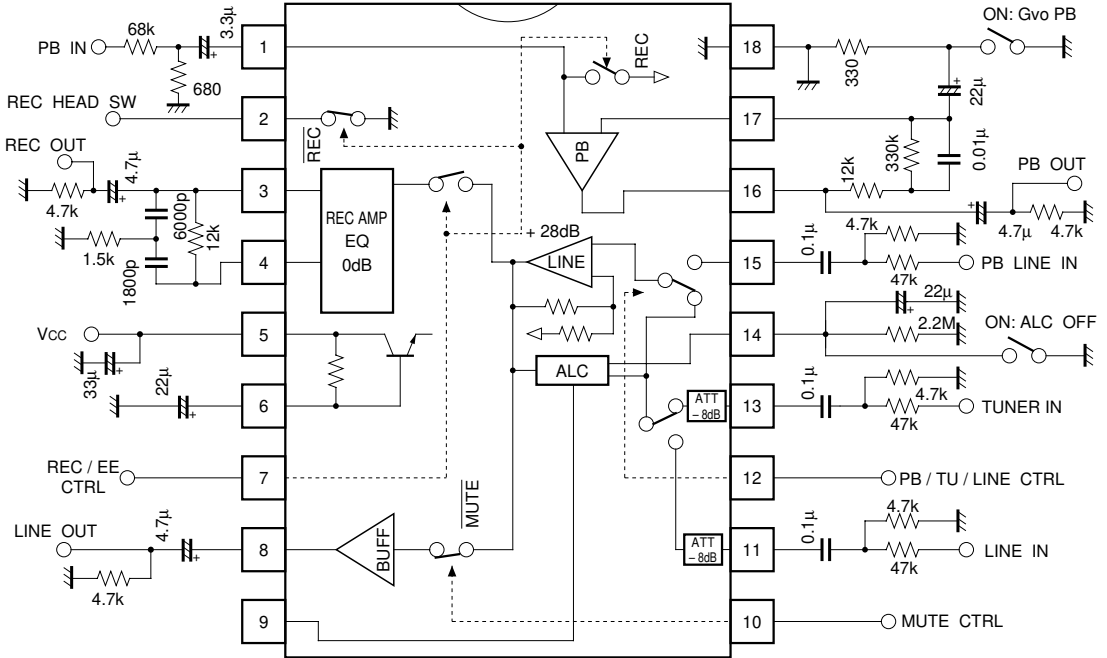 PB IN
68k
3.3μ
+
680
1
REC HEAD SW
2
REC
REC
ON: Gvo PB
330
22μ
+
18
17
PB
330k
0.01μ
12k
16
PB OUT
+
4.7μ
4.7k
REC OUT
4.7k
4.7μ
+
3
6000p
12k
1.5k
1800p
4
REC AMP
EQ
0dB
+ 28dB
LINE
15
0.1μ
4.7k
47k
PB LINE IN
VCC
33μ
+
5
22μ
+
6
ALC
14
22μ
+
2.2M
ON: ALC OFF
ATT
– 8dB
13
0.1μ
4.7k
47k
TUNER IN
REC / EE
CTRL
7
12
PB / TU / LINE CTRL
LINE OUT
4.7μ
+
4.7k
8
BUFF
MUTE
ATT
– 8dB
11
0.1μ
4.7k
47k
LINE IN
9
10
MUTE CTRL